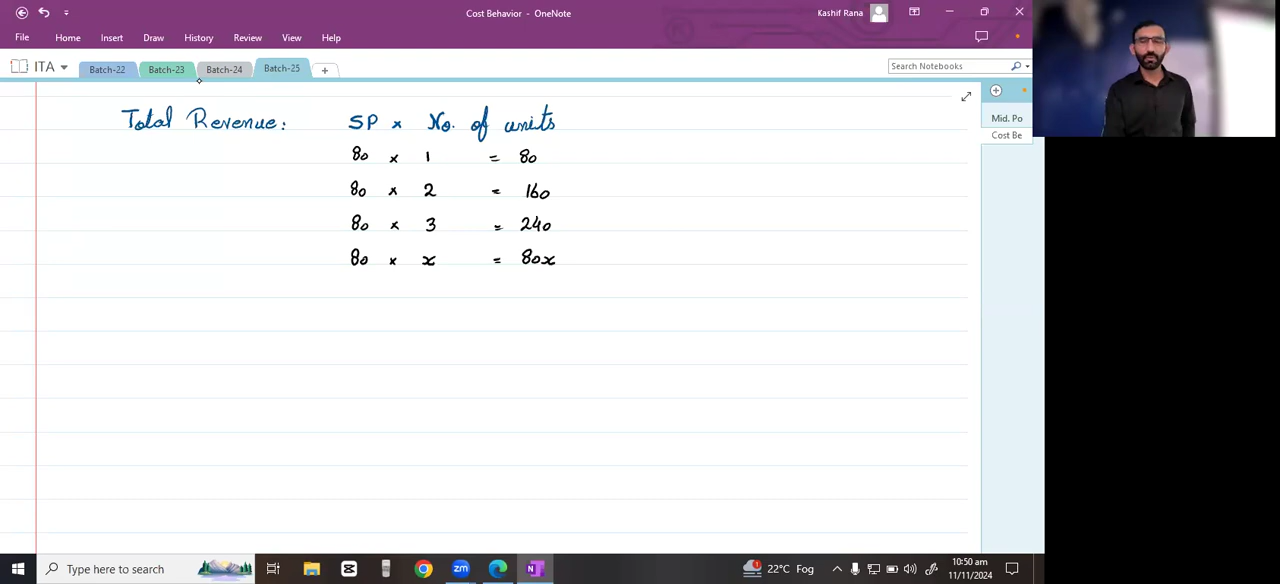 Cost Behavior - OneNote
Kashif Rana
File Home Insert Draw History Review View Help
ITA Batch-22 Batch-23 Batch-24 Batch-25
Search Notebooks
Mid. Po
Cost Be
Total Revenue: SP × No. of units
80 × 1 = 80
80 × 2 = 160
80 × 3 = 240
80 × x = 80x
Type here to search
22°C Fog
10:50 am
11/11/2024